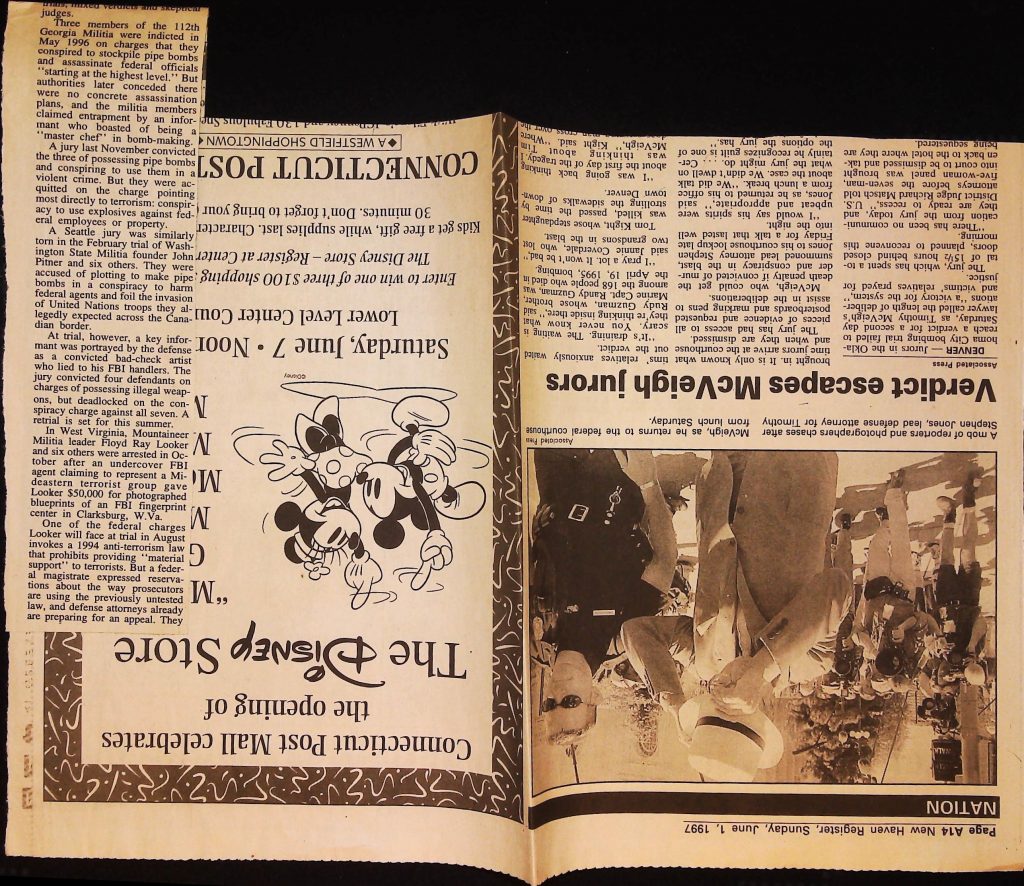 judges.
Three members of the 112th
Georgia Militia were indicted in
May 1996 on charges that they
conspired to stockpile pipe bombs
and assassinate federal officials
"starting at the highest level." But
authorities later conceded there
were no concrete assassination
plans, and the militia members
claimed entrapment by an infor-
mant who boasted of being a
"master chef" in bomb-making.
A jury last November convicted
the three of possessing pipe bombs
and conspiring to use them in a
violent crime. But they were ac-
quitted on the charge pointing
most directly to terrorism: conspir-
acy to use explosives against fed-
eral employees or property.
A Seattle jury was similarly
torn in the February trial of Wash-
ington State Militia founder John
Pitner and six others. They were
accused of plotting to make pipe
bombs in a conspiracy to harm
federal agents and foil the invasion
of United Nations troops they al-
legedly expected across the Cana-
dian border.
At trial, however, a key infor-
mant was portrayed by the defense
as a convicted bad-check artist
who lied to his FBI handlers. The
jury convicted four defendants on
charges of possessing illegal weap-
ons, but deadlocked on the con-
spiracy charge against all seven. A
retrial is set for this summer.
In West Virginia, Mountaineer
Militia leader Floyd Ray Looker
and six others were arrested in Oc-
tober after an undercover FBI
agent claiming to represent a Mi-
deastern terrorist group gave
Looker $50,000 for photographed
blueprints of an FBI fingerprint
center in Clarksburg, W.Va.
One of the federal charges
Looker will face at trial in August
invokes a 1994 anti-terrorism law
that prohibits providing "material
support" to terrorists. But a feder-
al magistrate expressed reserva-
tions about the way prosecutors
are using the previously untested
law, and defense attorneys already
are preparing for an appeal. They
Page A14 New Haven Register, Sunday, June 1, 1997
NATION
Associated Press
A mob of reporters and photographers chases after
Stephen Jones, lead defense attorney for Timothy
McVeigh, as he returns to the federal courthouse
from lunch Saturday.
Verdict escapes McVeigh jurors
Associated Press
DENVER — Jurors in the Okla-
homa City bombing trial failed to
reach a verdict for a second day
Saturday, as Timothy McVeigh's
lawyer called the length of deliber-
ations "a victory for the system,"
and victims' relatives prayed for
justice.
The jury, which has spent a to-
tal of 15½ hours behind closed
doors, planned to reconvene this
morning.
"There has been no communi-
cation from the jury today, and
they are ready to recess," U.S.
District Judge Richard Matsch told
attorneys before the seven-man,
five-woman panel was brought
into court to be dismissed and tak-
en back to the hotel where they are
being sequestered.
brought in. It is only known what
time jurors arrive at the courthouse
and when they are dismissed.
The jury has had access to all
pieces of evidence and requested
posterboards and marking pens to
assist in the deliberations.
McVeigh, who could get the
death penalty if convicted of mur-
der and conspiracy in the blast,
summoned lead attorney Stephen
Jones to his courthouse lockup late
Friday for a talk that lasted well
into the night.
"I would say his spirits were
upbeat and appropriate," said
Jones, as he returned to his office
from a lunch break. "We did talk
about the case. We didn't dwell on
what the jury might do. ... Cer-
tainly he recognizes guilt is one of
the options the jury has."
tims' relatives anxiously waited
out the verdict.
"It's draining. The waiting is
scary. You never know what
they're thinking inside there," said
Rudy Guzman, whose brother,
Marine Capt. Randy Guzman, was
among the 168 people who died in
the April 19, 1995, bombing.
"I pray a lot. It won't be bad,"
said Jannie Coverdale, who lost
two grandsons in the blast.
Tom Kight, whose stepdaughter
was killed, passed the time by
strolling the sidewalks of down-
town Denver.
"I was going back thinking
about the first day of the tragedy. I
was thinking about Tim
McVeigh," Kight said. "Where
Connecticut Post Mall celebrates
the opening of
The Disney Store
©Disney
Saturday, June 7 • Noon
Lower Level Center Cou
Enter to win one of three $100 shopping
The Disney Store – Register at Center
Kids get a free gift, while supplies last. Character
30 minutes. Don't forget to bring your
CONNECTICUT POST
◆ A WESTFIELD SHOPPINGTOWN ◆